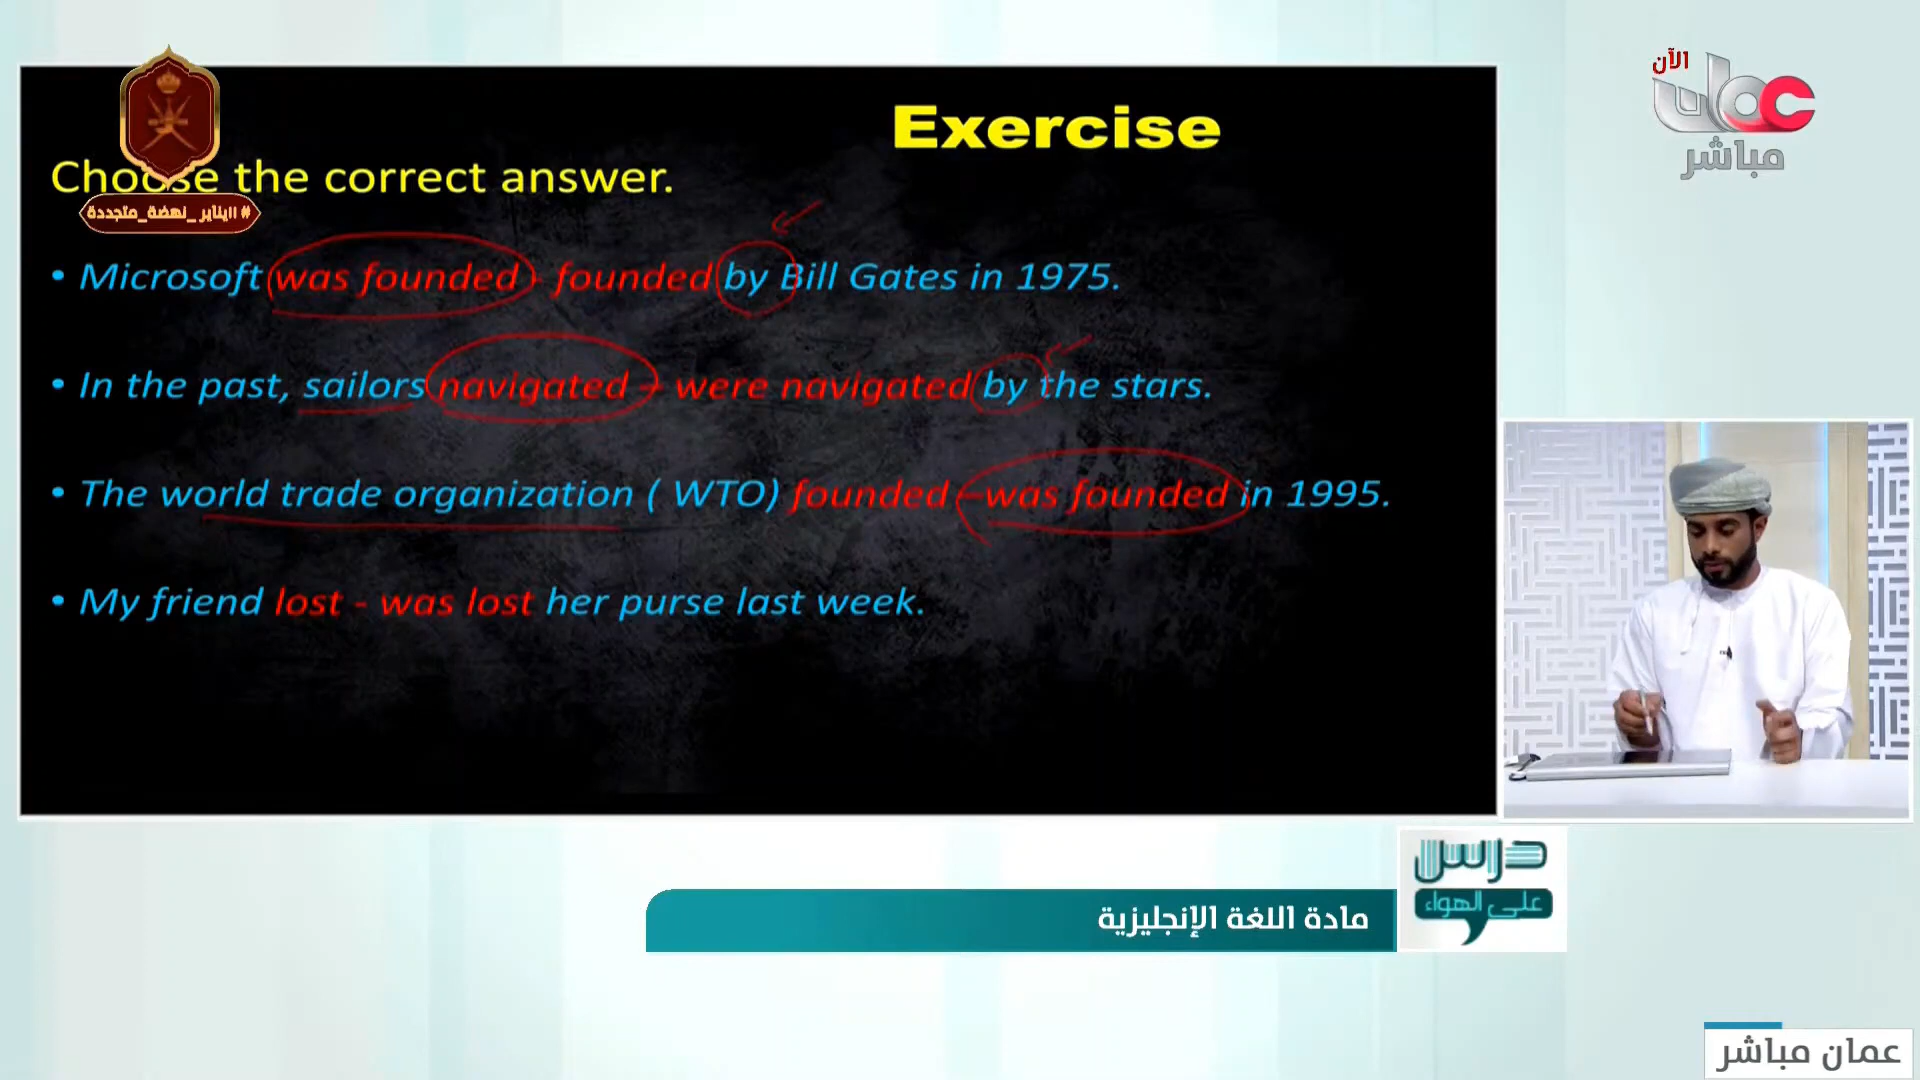 الآن
عمان
مباشر
Exercise
Choose the correct answer.
# 11يناير_نهضة_متجددة
• Microsoft was founded - founded by Bill Gates in 1975.
• In the past, sailors navigated – were navigated by the stars.
• The world trade organization ( WTO) founded – was founded in 1995.
• My friend lost - was lost her purse last week.
درس
على الهواء
مادة اللغة الإنجليزية
عمان مباشر